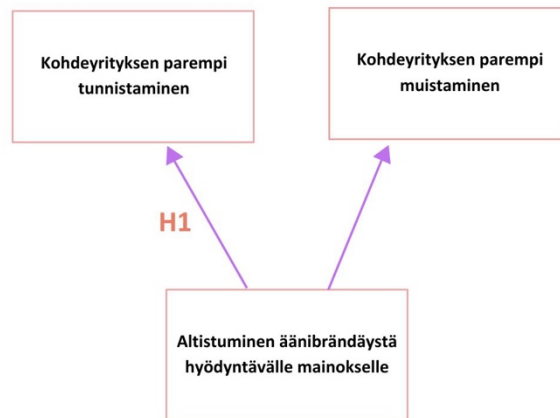 Kohdeyrityksen parempi
tunnistaminen
Kohdeyrityksen parempi
muistaminen
H1
Altistuminen äänibrändäystä
hyödyntävälle mainokselle